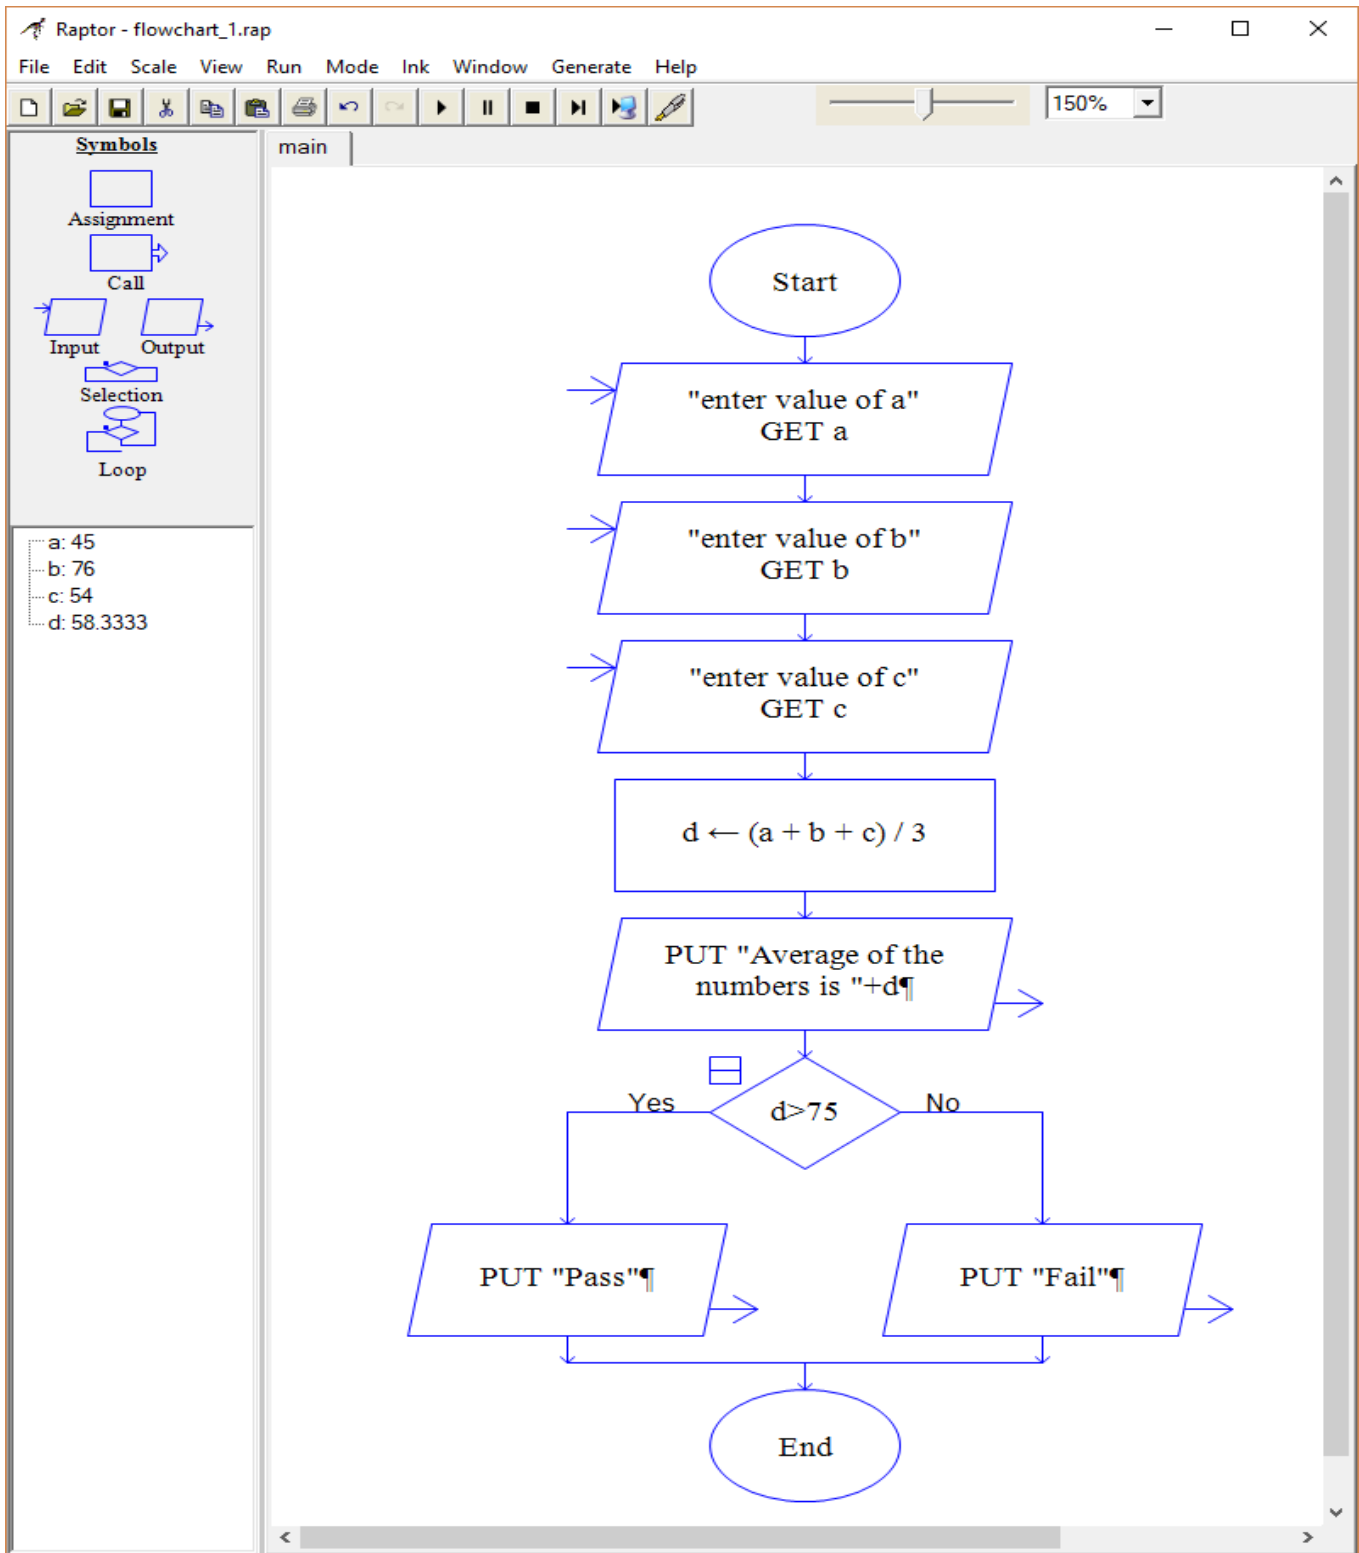 Raptor - flowchart_1.rap
File Edit Scale View Run Mode Ink Window Generate Help
150%
Symbols
Assignment
Call
Input Output
Selection
Loop
a: 45
b: 76
c: 54
d: 58.3333
main
Start
"enter value of a"
GET a
"enter value of b"
GET b
"enter value of c"
GET c
d ← (a + b + c) / 3
PUT "Average of the
numbers is "+d¶
Yes d>75 No
PUT "Pass"¶ PUT "Fail"¶
End